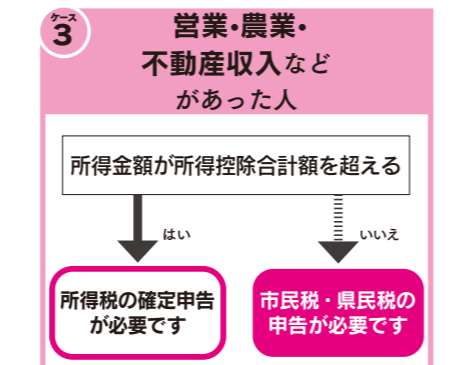 ケース
3
営業・農業・
不動産収入など
があった人
所得金額が所得控除合計額を超える
はい
いいえ
所得税の確定申告
が必要です
市民税・県民税の
申告が必要です